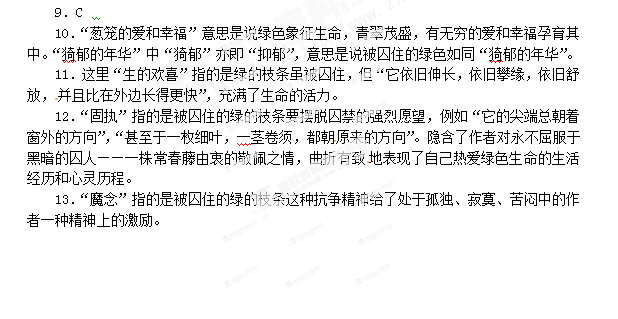 9．C
10．“葱笼的爱和幸福”意思是说绿色象征生命，青翠茂盛，有无穷的爱和幸福孕育其
中。“猗郁的年华”中“猗郁”亦即“抑郁”，意思是说被囚住的绿色如同“猗郁的年华”。
11．这里“生的欢喜”指的是绿的枝条虽被囚住，但“它依旧伸长，依旧攀缘，依旧舒
放，并且比在外边长得更快”，充满了生命的活力。
12．“固执”指的是被囚住的绿的枝条要摆脱囚禁的强烈愿望，例如“它的尖端总朝着
窗外的方向”，“甚至于一枚细叶，一茎卷须，都朝原来的方向”。隐含了作者对永不屈服于
黑暗的囚人———株常春藤由衷的敬佩之情，曲折有致地表现了自己热爱绿色生命的生活
经历和心灵历程。
13．“魔念”指的是被囚住的绿的枝条这种抗争精神给了处于孤独、寂寞、苦闷中的作
者一种精神上的激励。